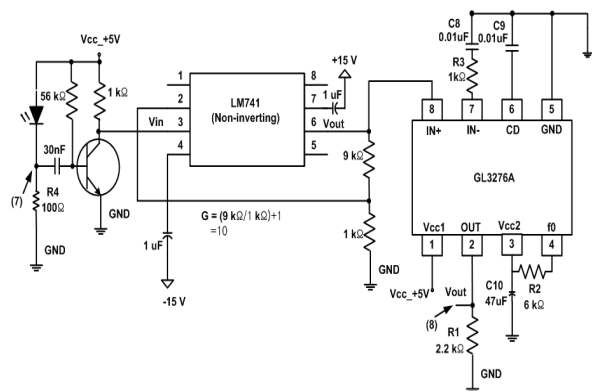 Vcc_+5V
56 kΩ
1 kΩ
30nF
(7)
R4
100Ω
GND
GND
Vin
1
2
3
4
LM741
(Non-inverting)
8
7
6
5
+15 V
1 uF
Vout
9 kΩ
1 kΩ
GND
G = (9 kΩ/1 kΩ)+1
=10
1 uF
-15 V
C8
0.01uF
C9
0.01uF
R3
1kΩ
8
7
6
5
IN+
IN-
CD
GND
GL3276A
Vcc1
OUT
Vcc2
f0
1
2
3
4
Vcc_+5V
Vout
(8)
R1
2.2 kΩ
GND
C10
47uF
R2
6 kΩ